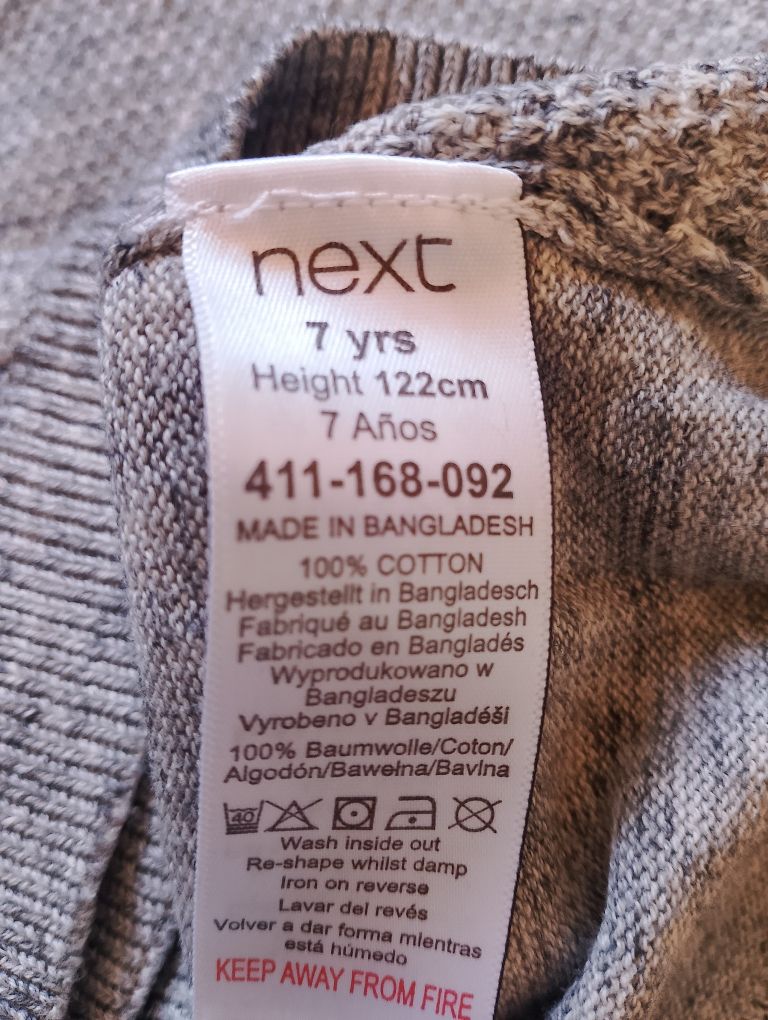 next
7 yrs
Height 122cm
7 Años
411-168-092
MADE IN BANGLADESH
100% COTTON
Hergestellt in Bangladesch
Fabriqué au Bangladesh
Fabricado en Bangladés
Wyprodukowano w
Bangladeszu
Vyrobeno v Bangladéši
100% Baumwolle/Coton/
Algodón/Bawełna/Bavlna
40
Wash inside out
Re-shape whilst damp
Iron on reverse
Lavar del revés
Volver a dar forma mientras
está húmedo
KEEP AWAY FROM FIRE